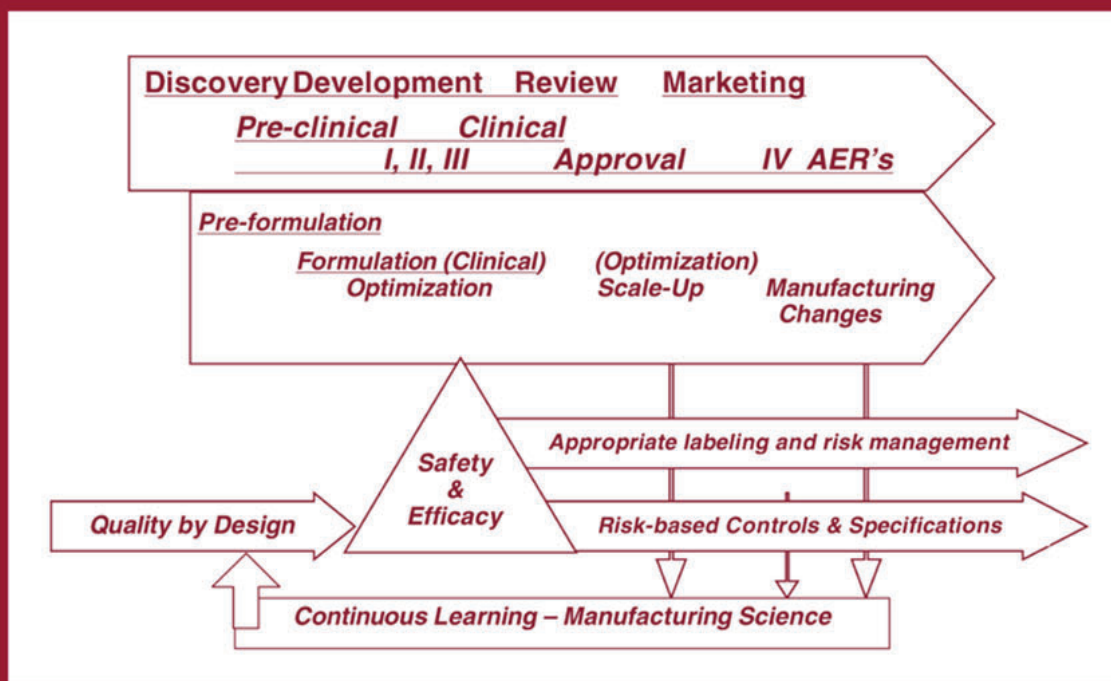 Discovery Development Review Marketing
Pre-clinical Clinical
I, II, III Approval IV AER's
Pre-formulation
Formulation (Clinical) (Optimization)
Optimization Scale-Up Manufacturing
Changes
Appropriate labeling and risk management
Safety
&
Efficacy
Quality by Design
Risk-based Controls & Specifications
Continuous Learning – Manufacturing Science